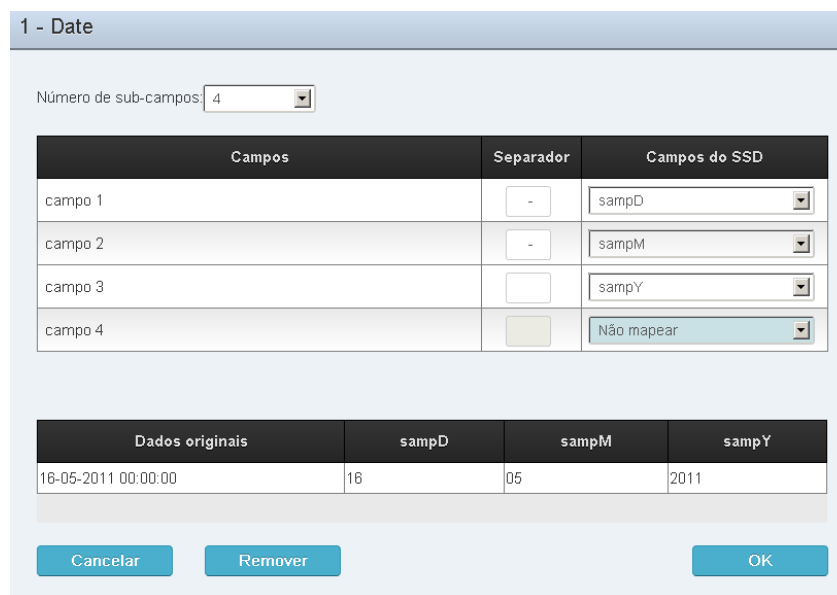 1 - Date
Número de sub-campos: 4
Campos Separador Campos do SSD
campo 1 - sampD
campo 2 - sampM
campo 3 sampY
campo 4 Não mapear
Dados originais sampD sampM sampY
16-05-2011 00:00:00 16 05 2011
Cancelar Remover OK